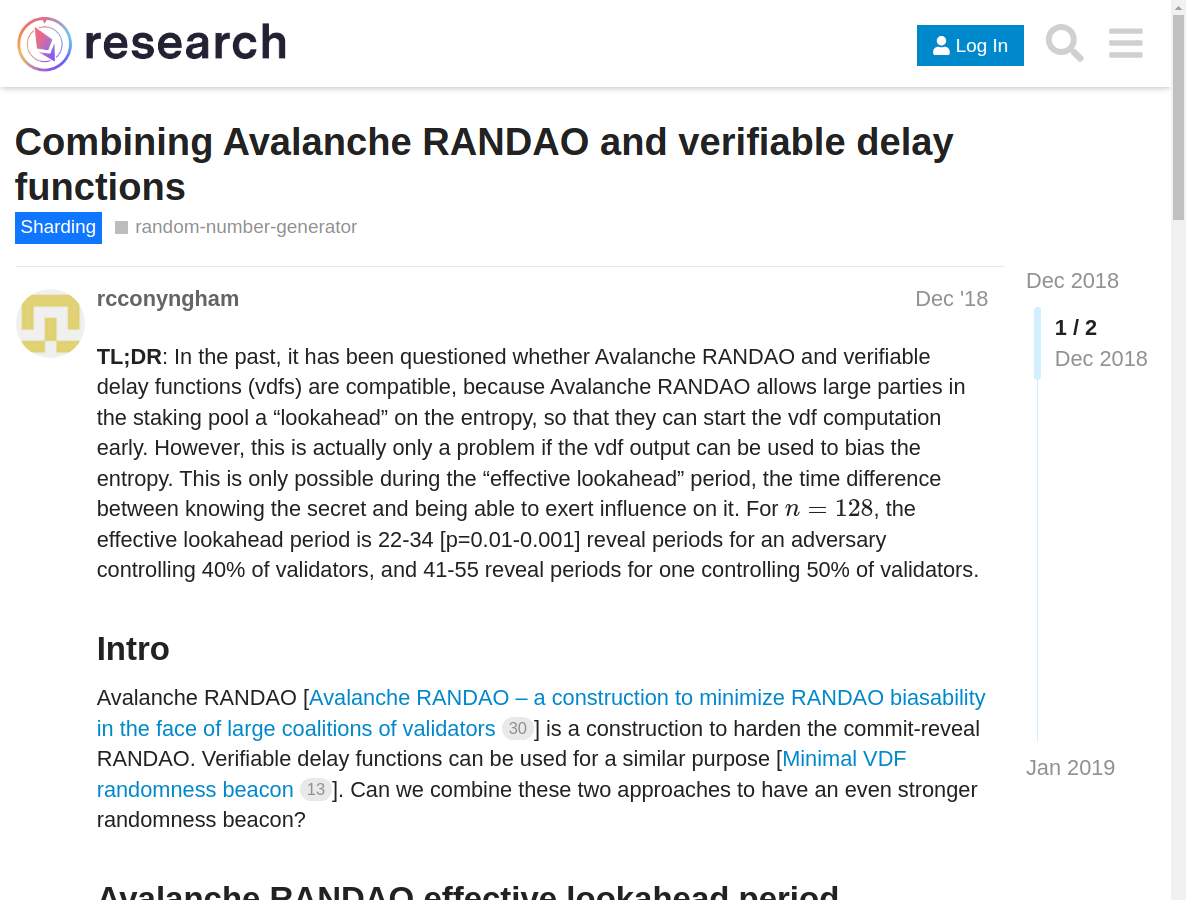 research
Log In
Combining Avalanche RANDAO and verifiable delay
functions
Sharding random-number-generator
rcconyngham Dec '18
Dec 2018
1 / 2
Dec 2018
TL;DR: In the past, it has been questioned whether Avalanche RANDAO and verifiable
delay functions (vdfs) are compatible, because Avalanche RANDAO allows large parties in
the staking pool a “lookahead” on the entropy, so that they can start the vdf computation
early. However, this is actually only a problem if the vdf output can be used to bias the
entropy. This is only possible during the “effective lookahead” period, the time difference
between knowing the secret and being able to exert influence on it. For n = 128, the
effective lookahead period is 22-34 [p=0.01-0.001] reveal periods for an adversary
controlling 40% of validators, and 41-55 reveal periods for one controlling 50% of validators.
Intro
Avalanche RANDAO [Avalanche RANDAO – a construction to minimize RANDAO biasability
in the face of large coalitions of validators 30] is a construction to harden the commit-reveal
RANDAO. Verifiable delay functions can be used for a similar purpose [Minimal VDF
randomness beacon 13]. Can we combine these two approaches to have an even stronger
randomness beacon?
Jan 2019
Avalanche RANDAO effective lookahead period